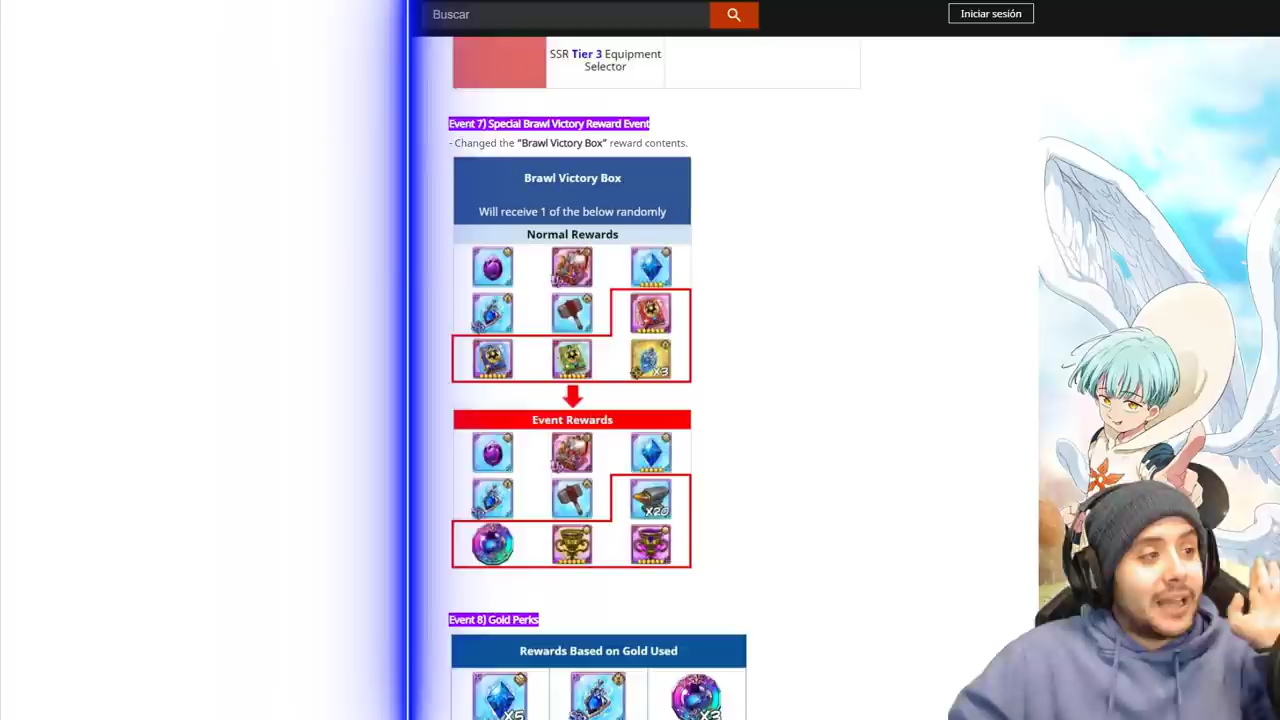 Buscar
Iniciar sesión
SSR Tier 3 Equipment
Selector
Event 7) Special Brawl Victory Reward Event
- Changed the "Brawl Victory Box" reward contents.
Brawl Victory Box
Will receive 1 of the below randomly
Normal Rewards
X3
Event Rewards
X20
Event 8) Gold Perks
Rewards Based on Gold Used
X5
X3